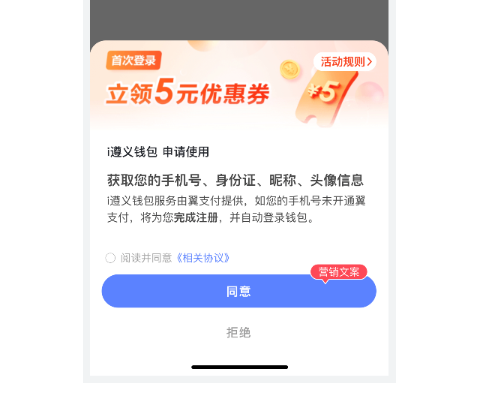 首次登录
活动规则
立领5元优惠券
¥5
i遵义钱包 申请使用
获取您的手机号、身份证、昵称、头像信息
i遵义钱包服务由翼支付提供，如您的手机号未开通翼
支付，将为您完成注册，并自动登录钱包。
阅读并同意《相关协议》
营销文案
同意
拒绝